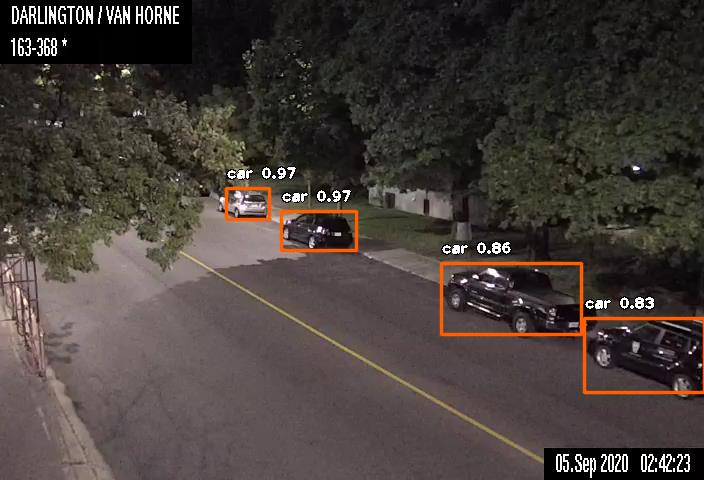 DARLINGTON / VAN HORNE
163-368 *
car 0.97
car 0.97
car 0.86
car 0.83
05.Sep 2020 02:42:23